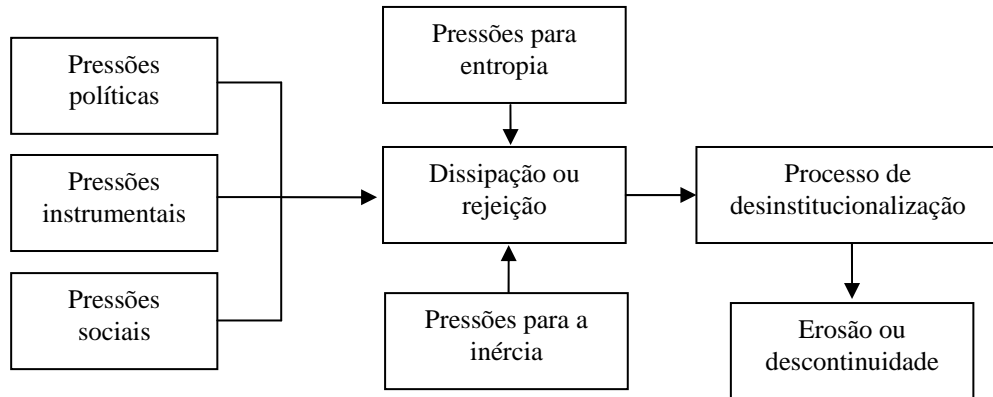 Pressões
políticas
Pressões
instrumentais
Pressões
sociais
Pressões para
entropia
Dissipação ou
rejeição
Pressões para a
inércia
Processo de
desinstitucionalização
Erosão ou
descontinuidade